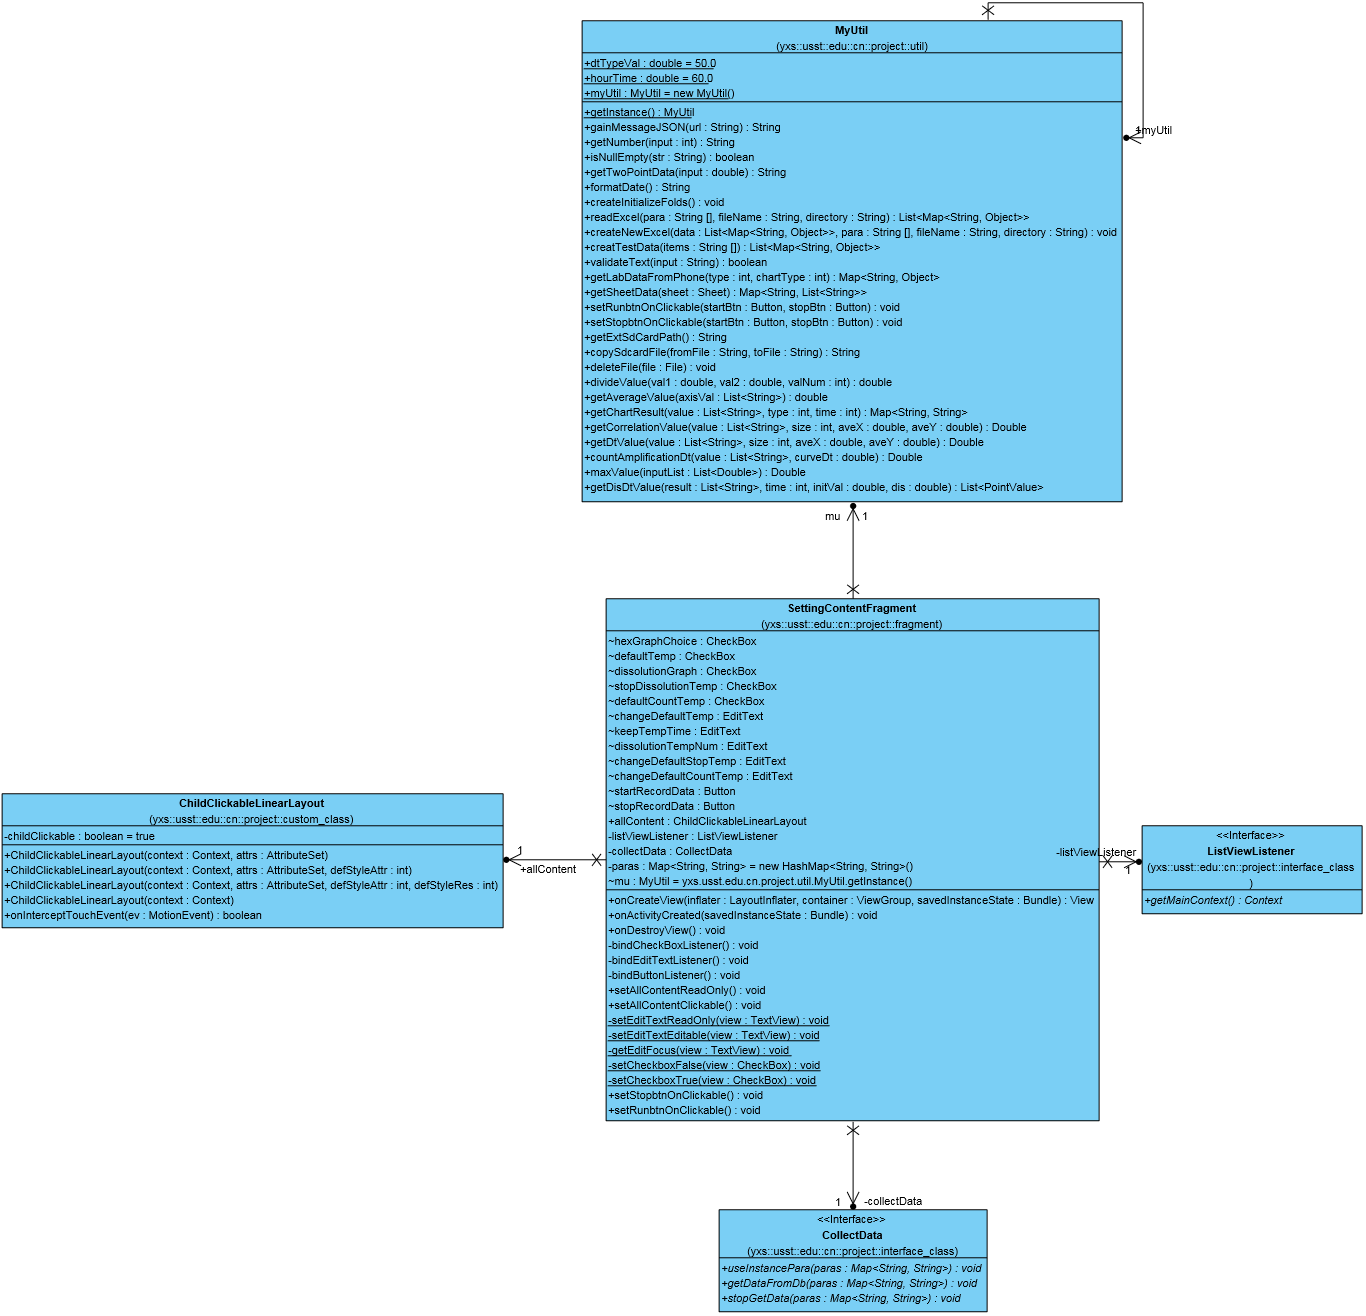 MyUtil
(yxs::usst::edu::cn::project::util)
+dtTypeVal : double = 50.0
+hourTime : double = 60.0
+myUtil : MyUtil = new MyUtil()
+getInstance() : MyUtil
+gainMessageJSON(url : String) : String
+getNumber(input : int) : String
+isNullEmpty(str : String) : boolean
+getTwoPointData(input : double) : String
+formatDate() : String
+createInitializeFolds() : void
+readExcel(para : String [], fileName : String, directory : String) : List<Map<String, Object>>
+createNewExcel(data : List<Map<String, Object>>, para : String [], fileName : String, directory : String) : void
+creatTestData(items : String []) : List<Map<String, Object>>
+validateText(input : String) : boolean
+getLabDataFromPhone(type : int, chartType : int) : Map<String, Object>
+getSheetData(sheet : Sheet) : Map<String, List<String>>
+setRunbtnOnClickable(startBtn : Button, stopBtn : Button) : void
+setStopbtnOnClickable(startBtn : Button, stopBtn : Button) : void
+getExtSdCardPath() : String
+copySdcardFile(fromFile : String, toFile : String) : String
+deleteFile(file : File) : void
+divideValue(val1 : double, val2 : double, valNum : int) : double
+getAverageValue(axisVal : List<String>) : double
+getChartResult(value : List<String>, type : int, time : int) : Map<String, String>
+getCorrelationValue(value : List<String>, size : int, aveX : double, aveY : double) : Double
+getDtValue(value : List<String>, size : int, aveX : double, aveY : double) : Double
+countAmplificationDt(value : List<String>, curveDt : double) : Double
+maxValue(inputList : List<Double>) : Double
+getDisDtValue(result : List<String>, time : int, initVal : double, dis : double) : List<PointValue>
+myUtil
1
mu 1
SettingContentFragment
(yxs::usst::edu::cn::project::fragment)
~hexGraphChoice : CheckBox
~defaultTemp : CheckBox
~dissolutionGraph : CheckBox
~stopDissolutionTemp : CheckBox
~defaultCountTemp : CheckBox
~changeDefaultTemp : EditText
~keepTempTime : EditText
~dissolutionTempNum : EditText
~changeDefaultStopTemp : EditText
~changeDefaultCountTemp : EditText
~startRecordData : Button
~stopRecordData : Button
+allContent : ChildClickableLinearLayout
-listViewListener : ListViewListener
-collectData : CollectData
-paras : Map<String, String> = new HashMap<String, String>()
~mu : MyUtil = yxs.usst.edu.cn.project.util.MyUtil.getInstance()
+onCreateView(inflater : LayoutInflater, container : ViewGroup, savedInstanceState : Bundle) : View
+onActivityCreated(savedInstanceState : Bundle) : void
+onDestroyView() : void
-bindCheckBoxListener() : void
-bindEditTextListener() : void
-bindButtonListener() : void
+setAllContentReadOnly() : void
+setAllContentClickable() : void
-setEditTextReadOnly(view : TextView) : void
-setEditTextEditable(view : TextView) : void
-getEditFocus(view : TextView) : void
-setCheckboxFalse(view : CheckBox) : void
-setCheckboxTrue(view : CheckBox) : void
+setStopbtnOnClickable() : void
+setRunbtnOnClickable() : void
ChildClickableLinearLayout
(yxs::usst::edu::cn::project::custom_class)
-childClickable : boolean = true
+ChildClickableLinearLayout(context : Context, attrs : AttributeSet)
+ChildClickableLinearLayout(context : Context, attrs : AttributeSet, defStyleAttr : int)
+ChildClickableLinearLayout(context : Context, attrs : AttributeSet, defStyleAttr : int, defStyleRes : int)
+ChildClickableLinearLayout(context : Context)
+onInterceptTouchEvent(ev : MotionEvent) : boolean
1
+allContent
-listViewListener
1
<<Interface>>
ListViewListener
(yxs::usst::edu::cn::project::interface_class
)
+getMainContext() : Context
1 -collectData
<<Interface>>
CollectData
(yxs::usst::edu::cn::project::interface_class)
+useInstancePara(paras : Map<String, String>) : void
+getDataFromDb(paras : Map<String, String>) : void
+stopGetData(paras : Map<String, String>) : void